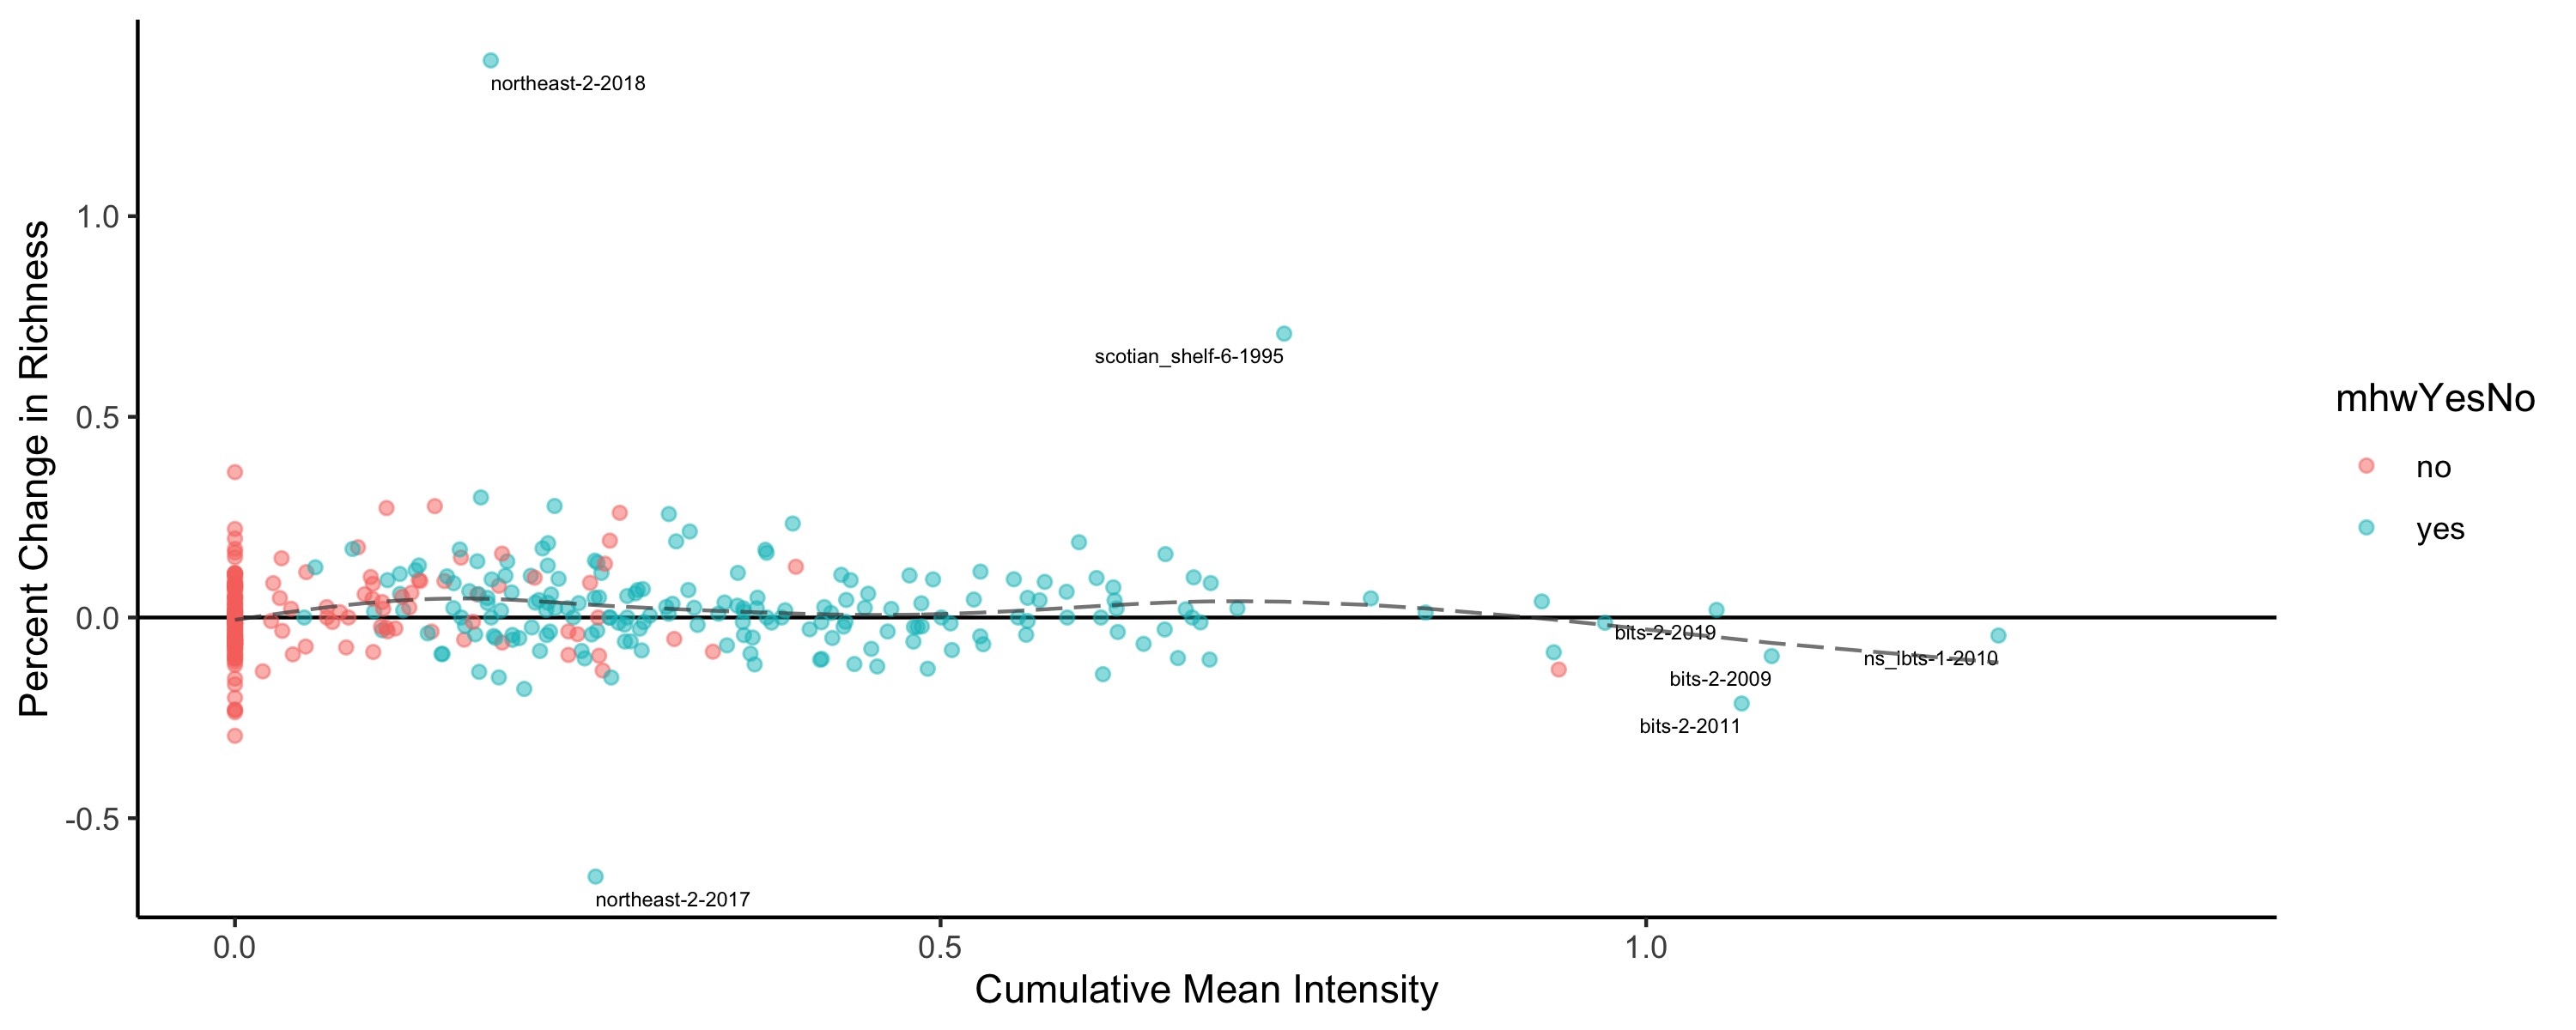 northeast-2-2018
1.0
scotian_shelf-6-1995
0.5
0.0
-0.5
Percent Change in Richness
bits-2-2019
ns_ibts-1-2010
bits-2-2009
bits-2-2011
northeast-2-2017
0.0
0.5
1.0
Cumulative Mean Intensity
mhwYesNo
no
yes